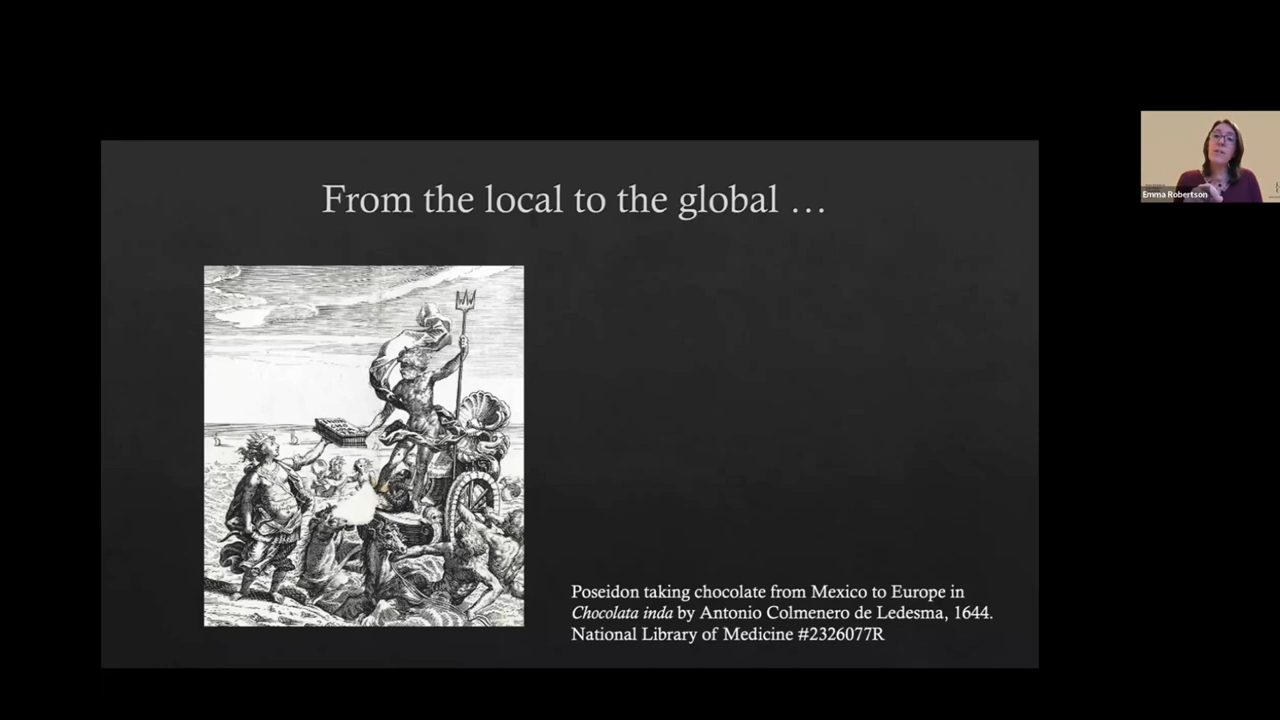 From the local to the global …
Emma Robertson
Poseidon taking chocolate from Mexico to Europe in
Chocolata inda by Antonio Colmenero de Ledesma, 1644.
National Library of Medicine #2326077R